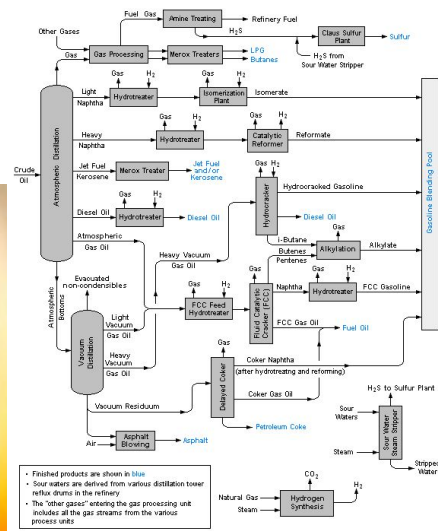 Fuel Gas
Amine Treating
Refinery Fuel
Other Gases
H2S
Claus Sulfur
Plant
Sulfur
Gas
Gas Processing
Merox Treaters
LPG
Butanes
H2S from
Sour Water Stripper
Gas
H2
Gas
H2
Light
Naphtha
Hydrotreater
Isomerization
Plant
Isomerate
Gas
H2
Gas
H2
Heavy
Naphtha
Hydrotreater
Catalytic
Reformer
Reformate
Atmospheric Distillation
Gasoline Blending Pool
Crude
Oil
Jet Fuel
Kerosene
Merox Treater
Jet Fuel
and/or
Kerosene
Gas
H2
Hydrocracker
Hydrocracked Gasoline
Gas
H2
Diesel Oil
Hydrotreater
Diesel Oil
Diesel Oil
Atmospheric
Gas Oil
i-Butane
Butenes
Pentenes
Gas
Alkylation
Alkylate
Heavy Vacuum
Gas Oil
Evacuated
non-condensibles
Atmospheric
Bottoms
Gas
H2
FCC Feed
Hydrotreater
Gas
Fluid Catalytic
Cracker (FCC)
Naphtha
Gas
H2
Hydrotreater
FCC Gasoline
Light
Vacuum
Gas Oil
FCC Gas Oil
Fuel Oil
Vacuum
Distillation
Heavy
Vacuum
Gas Oil
Gas
Delayed Coker
Coker Naphtha
(after hydrotreating and reforming)
Coker Gas Oil
Vacuum Residuum
Petroleum Coke
Air
Asphalt
Blowing
Asphalt
H2S to Sulfur Plant
Sour
Waters
Steam
Sour Water
Steam Stripper
Stripped
Water
CO2
Natural Gas
Steam
Hydrogen
Synthesis
H2
• Finished products are shown in blue
• Sour waters are derived from various distillation tower
reflux drums in the refinery
• The "other gases" entering the gas processing unit
includes all the gas streams from the various
process units